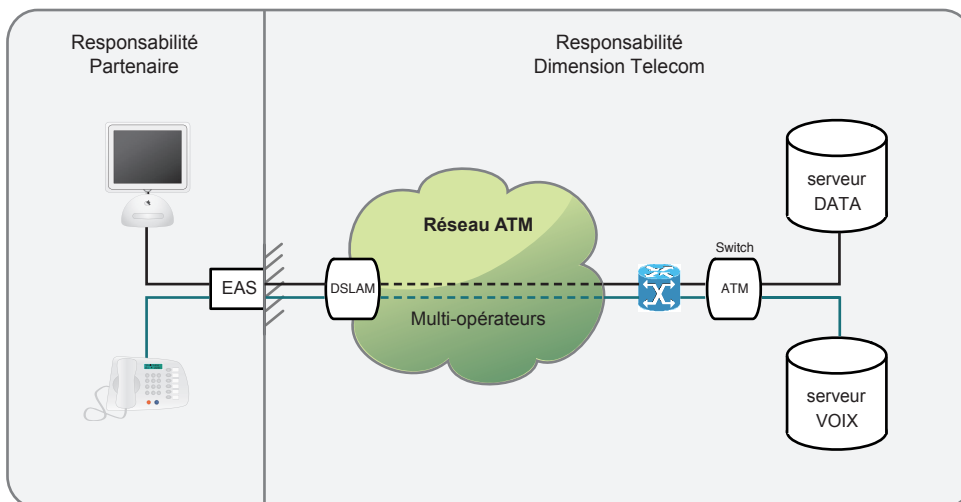 Responsabilité
Partenaire
Responsabilité
Dimension Telecom
serveur
DATA
Réseau ATM
Switch
EAS
DSLAM
ATM
Multi-opérateurs
serveur
VOIX